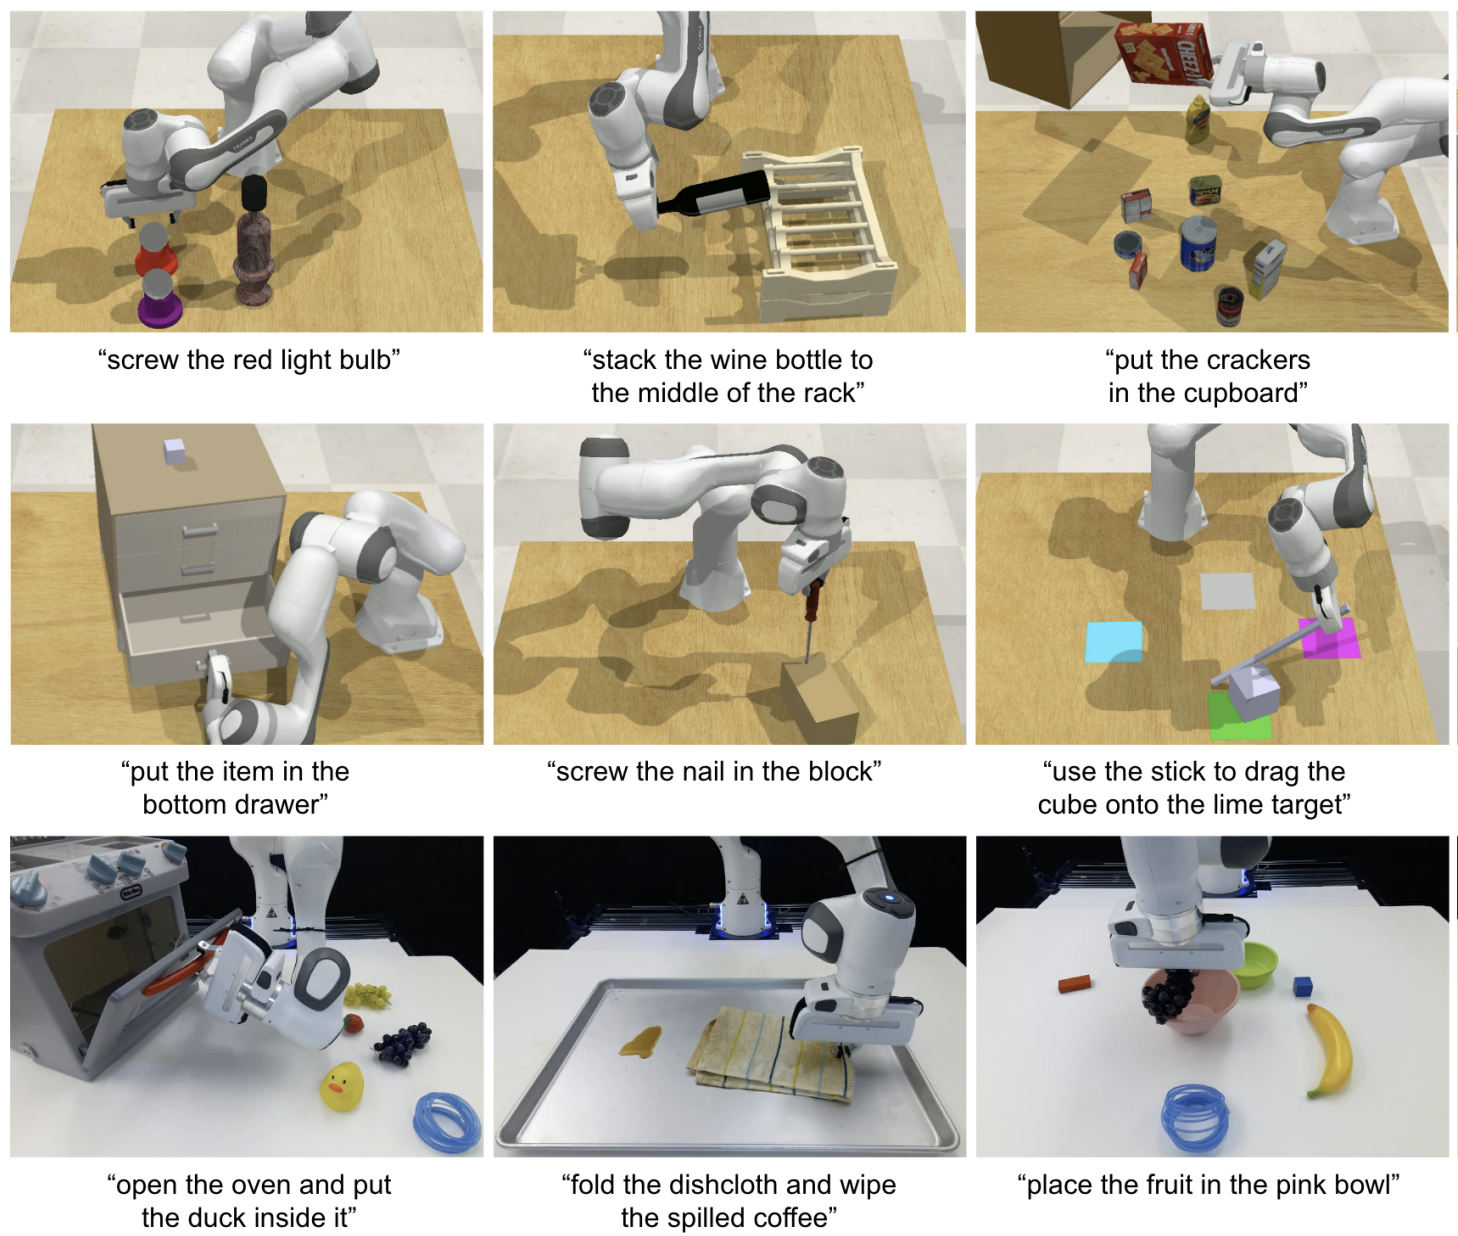 CHEEZ
“screw the red light bulb”
“stack the wine bottle to
the middle of the rack”
“put the crackers
in the cupboard”
“put the item in the
bottom drawer”
“screw the nail in the block”
“use the stick to drag the
cube onto the lime target”
“open the oven and put
the duck inside it”
“fold the dishcloth and wipe
the spilled coffee”
“place the fruit in the pink bowl”